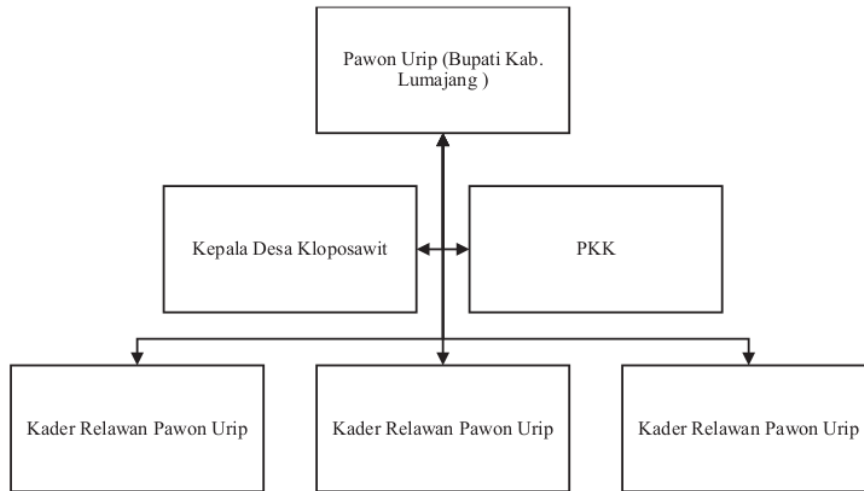 Pawon Urip (Bupati Kab.
Lumajang )
Kepala Desa Kloposawit
PKK
Kader Relawan Pawon Urip
Kader Relawan Pawon Urip
Kader Relawan Pawon Urip